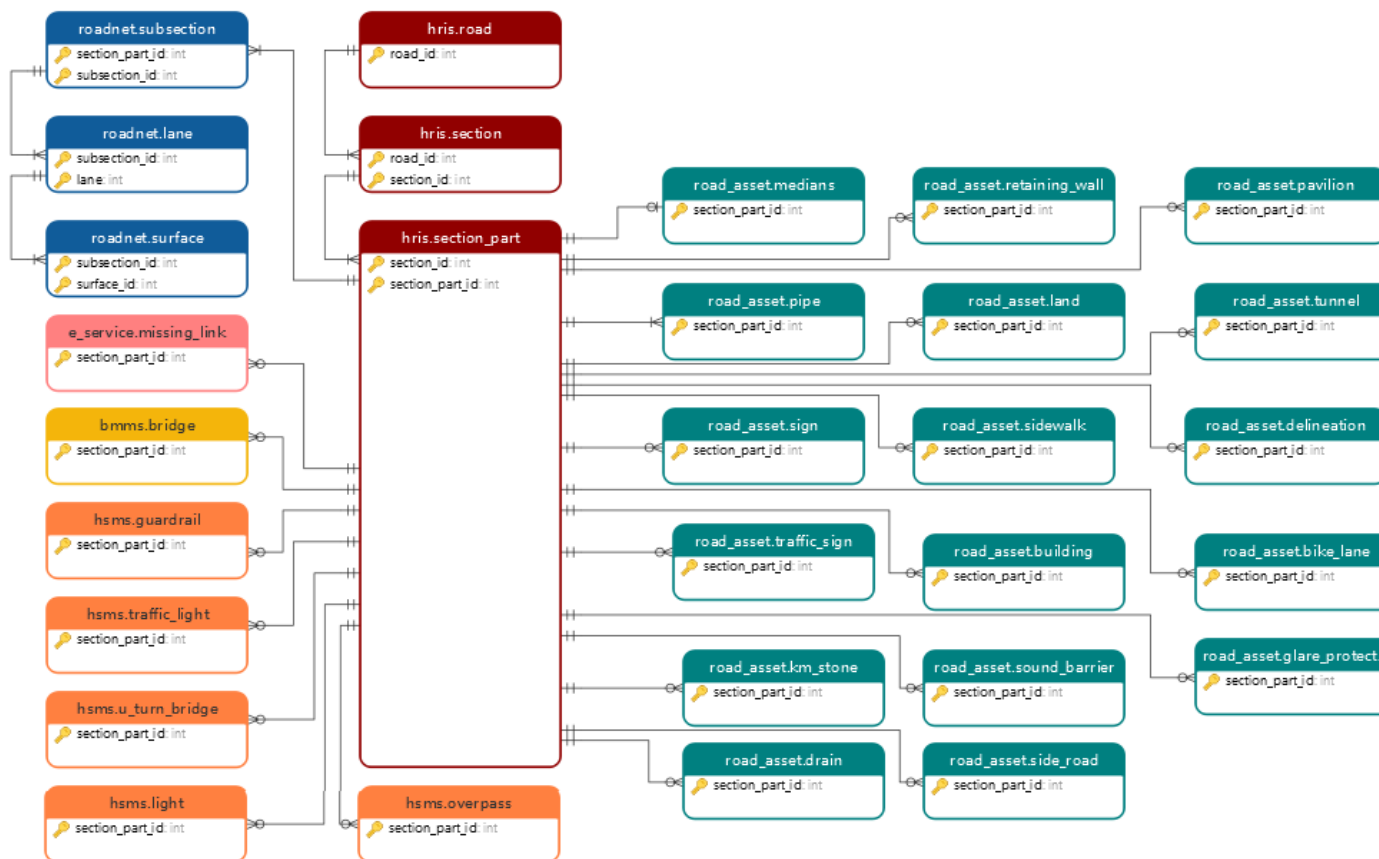 roadnet.subsection
section_part_id: int
subsection_id: int
roadnet.lane
subsection_id: int
lane: int
roadnet.surface
subsection_id: int
surface_id: int
e_service.missing_link
section_part_id: int
bmms.bridge
section_part_id: int
hsms.guardrail
section_part_id: int
hsms.traffic_light
section_part_id: int
hsms.u_turn_bridge
section_part_id: int
hsms.light
section_part_id: int
hris.road
road_id: int
hris.section
road_id: int
section_id: int
hris.section_part
section_id: int
section_part_id: int
hsms.overpass
section_part_id: int
road_asset.medians
section_part_id: int
road_asset.pipe
section_part_id: int
road_asset.sign
section_part_id: int
road_asset.traffic_sign
section_part_id: int
road_asset.km_stone
section_part_id: int
road_asset.drain
section_part_id: int
road_asset.retaining_wall
section_part_id: int
road_asset.land
section_part_id: int
road_asset.sidewalk
section_part_id: int
road_asset.building
section_part_id: int
road_asset.sound_barrier
section_part_id: int
road_asset.side_road
section_part_id: int
road_asset.pavilion
section_part_id: int
road_asset.tunnel
section_part_id: int
road_asset.delineation
section_part_id: int
road_asset.bike_lane
section_part_id: int
road_asset.glare_protect
section_part_id: int